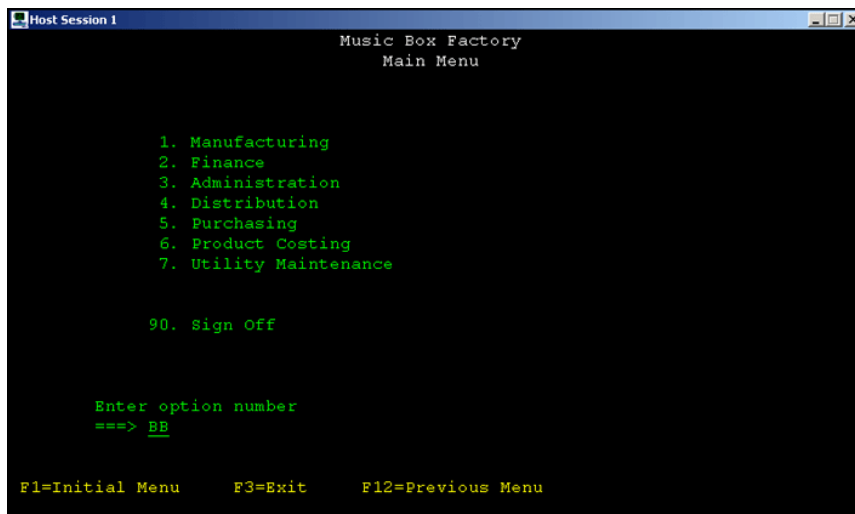 Host Session 1
Music Box Factory
Main Menu
1. Manufacturing
2. Finance
3. Administration
4. Distribution
5. Purchasing
6. Product Costing
7. Utility Maintenance
90. Sign Off
Enter option number
===> BB
F1=Initial Menu F3=Exit F12=Previous Menu